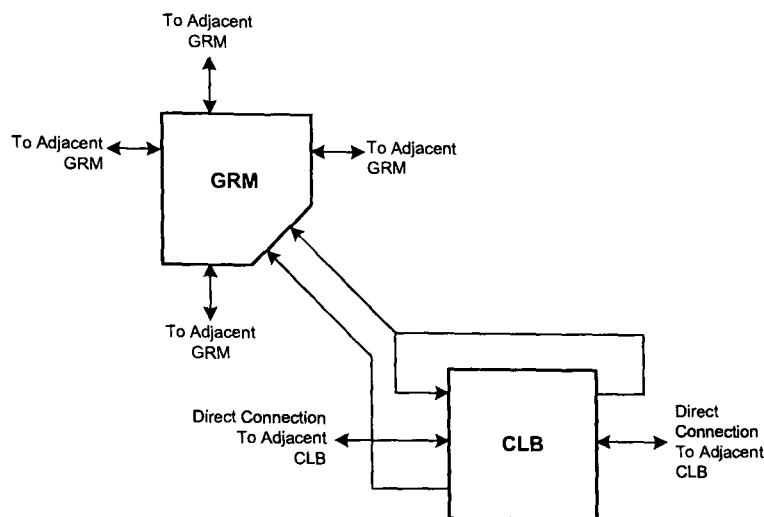 To Adjacent
GRM
To Adjacent
GRM
GRM
To Adjacent
GRM
To Adjacent
GRM
Direct Connection
To Adjacent
CLB
CLB
Direct
Connection
To Adjacent
CLB